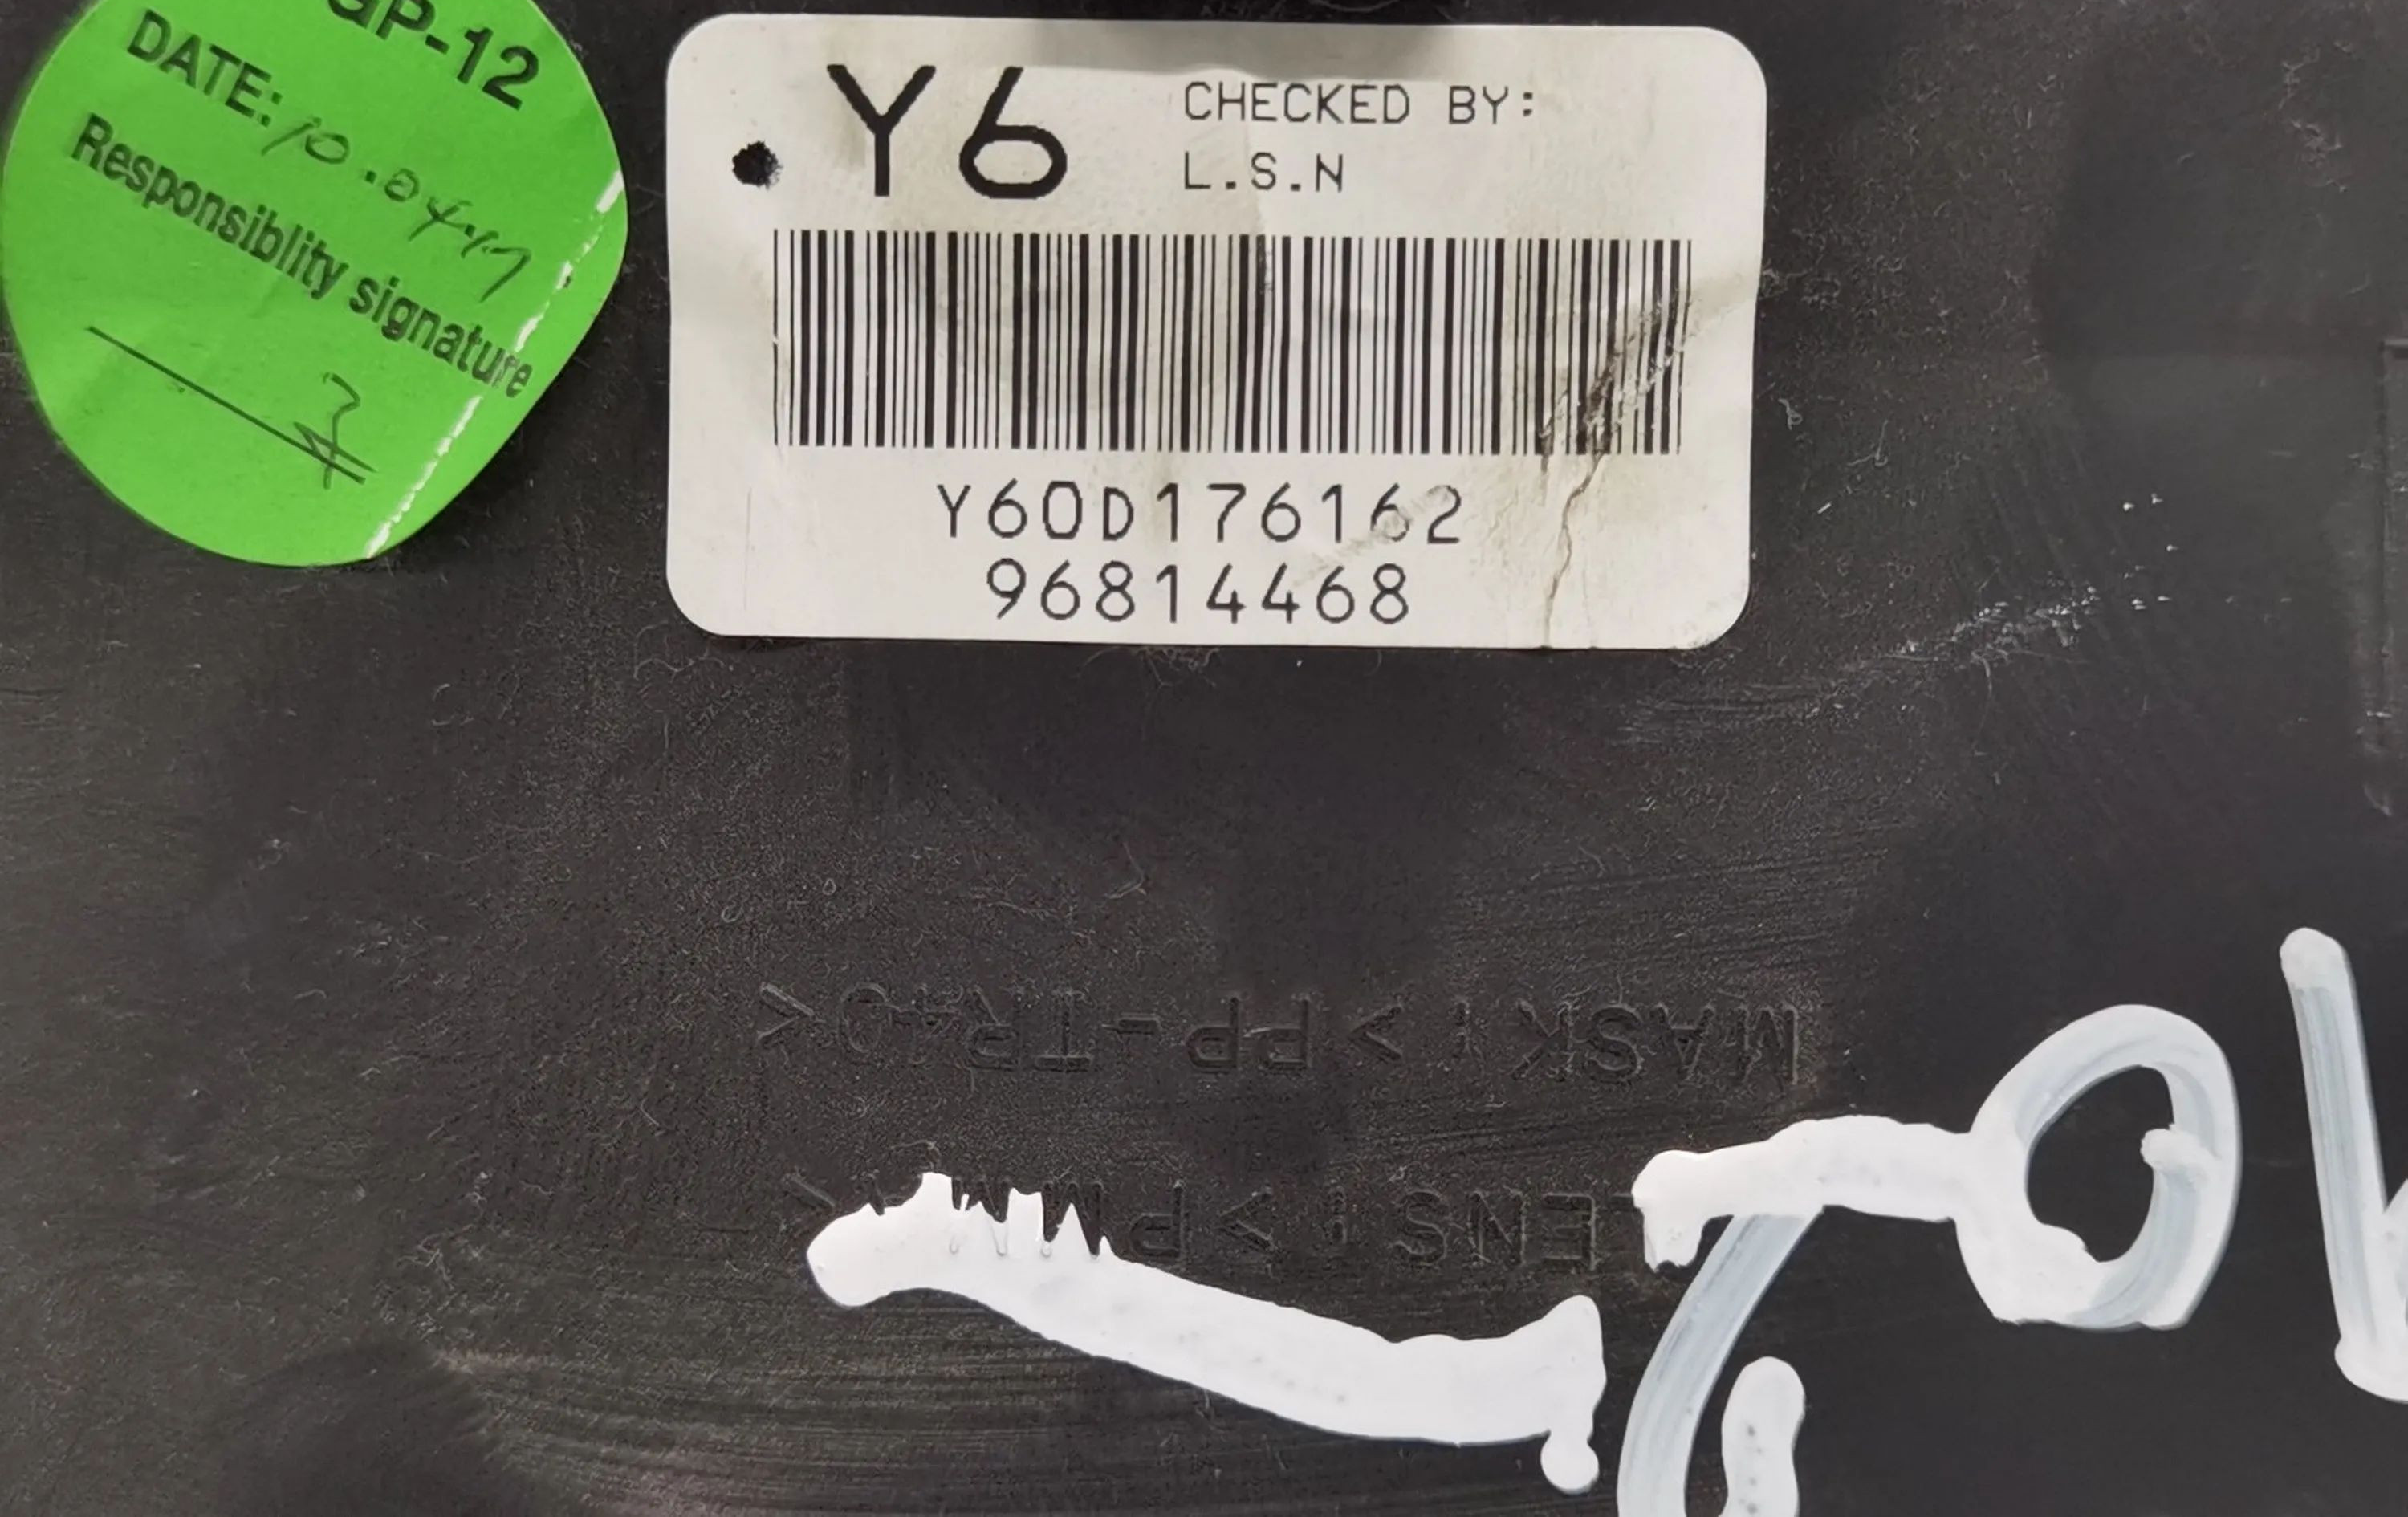 GP-12
DATE: 10.04.17
Responsiblity signature
Y6
CHECKED BY:
L.S.N
Y60D176162
96814468
MASK : >PP-TR40<
LENS : >PMMA<